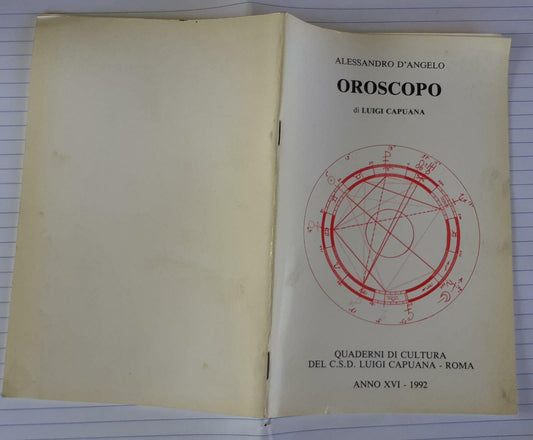 ALESSANDRO D'ANGELO
OROSCOPO
di LUIGI CAPUANA
QUADERNI DI CULTURA
DEL C.S.D. LUIGI CAPUANA - ROMA
ANNO XVI - 1992